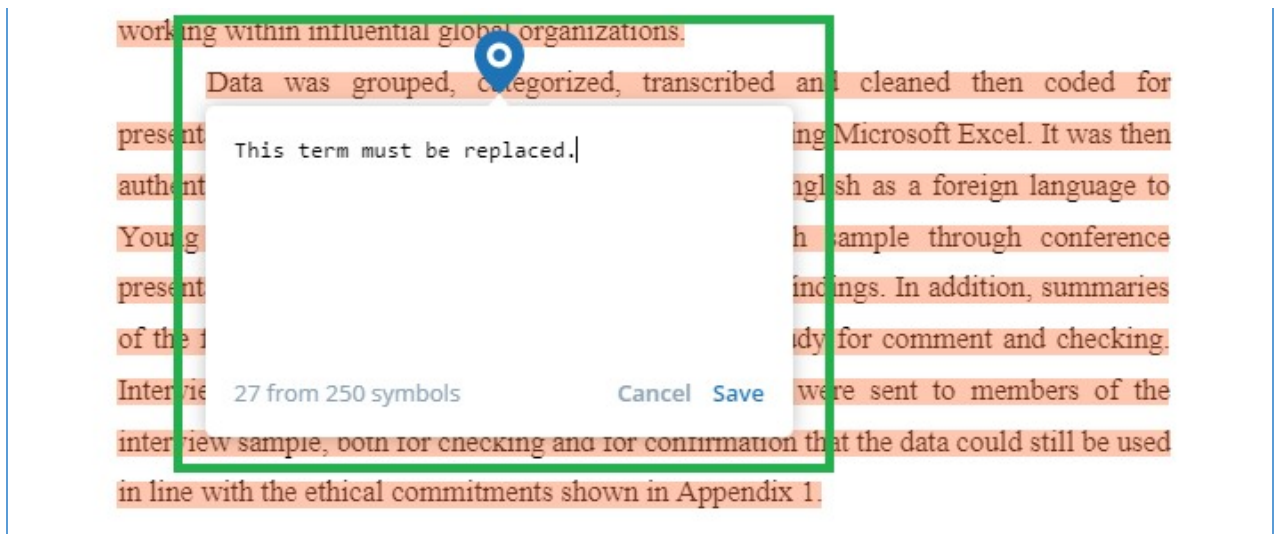 working within influential global organizations.
Data was grouped, categorized, transcribed and cleaned then coded for
present ing Microsoft Excel. It was then
authent nglish as a foreign language to
Young h sample through conference
present findings. In addition, summaries
of the f udy for comment and checking.
Intervie were sent to members of the
interview sample, both for checking and for confirmation that the data could still be used
in line with the ethical commitments shown in Appendix 1.
This term must be replaced.
27 from 250 symbols Cancel Save